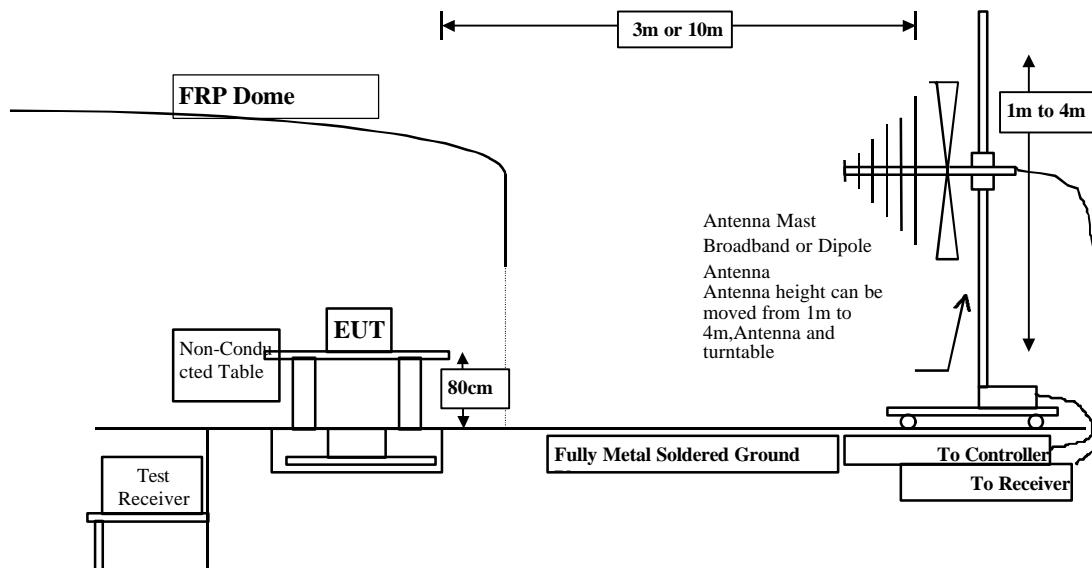 3m or 10m
FRP Dome
1m to 4m
Antenna Mast
Broadband or Dipole
Antenna
Antenna height can be
moved from 1m to
4m,Antenna and
turntable
EUT
Non-Condu
cted Table
80cm
Fully Metal Soldered Ground
To Controller
To Receiver
Test
Receiver